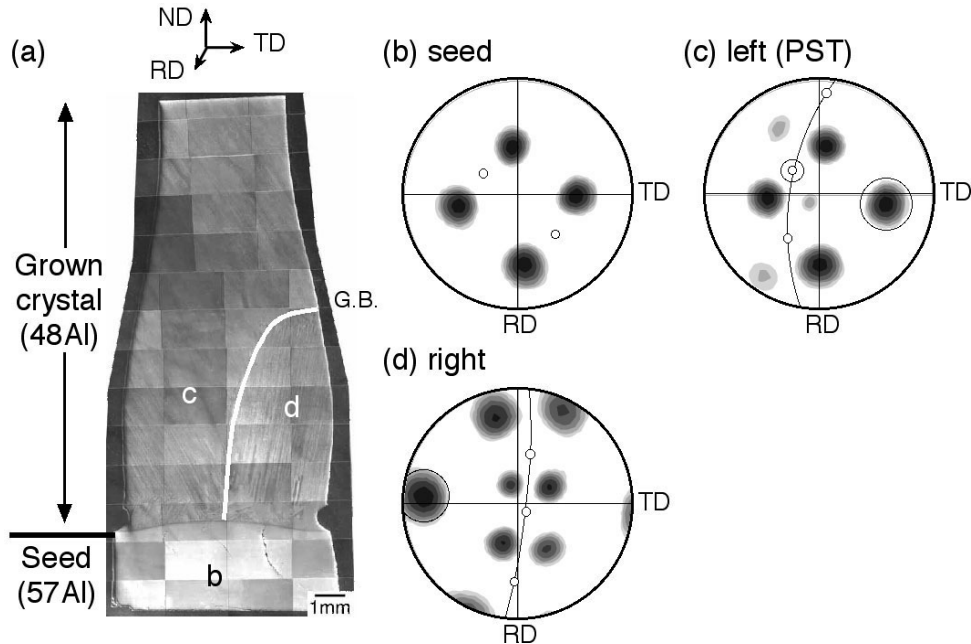 (a)
ND
TD
RD
Grown
crystal
(48Al)
G.B.
c
d
Seed
(57Al)
b
1mm
(b) seed
TD
RD
(c) left (PST)
TD
RD
(d) right
TD
RD